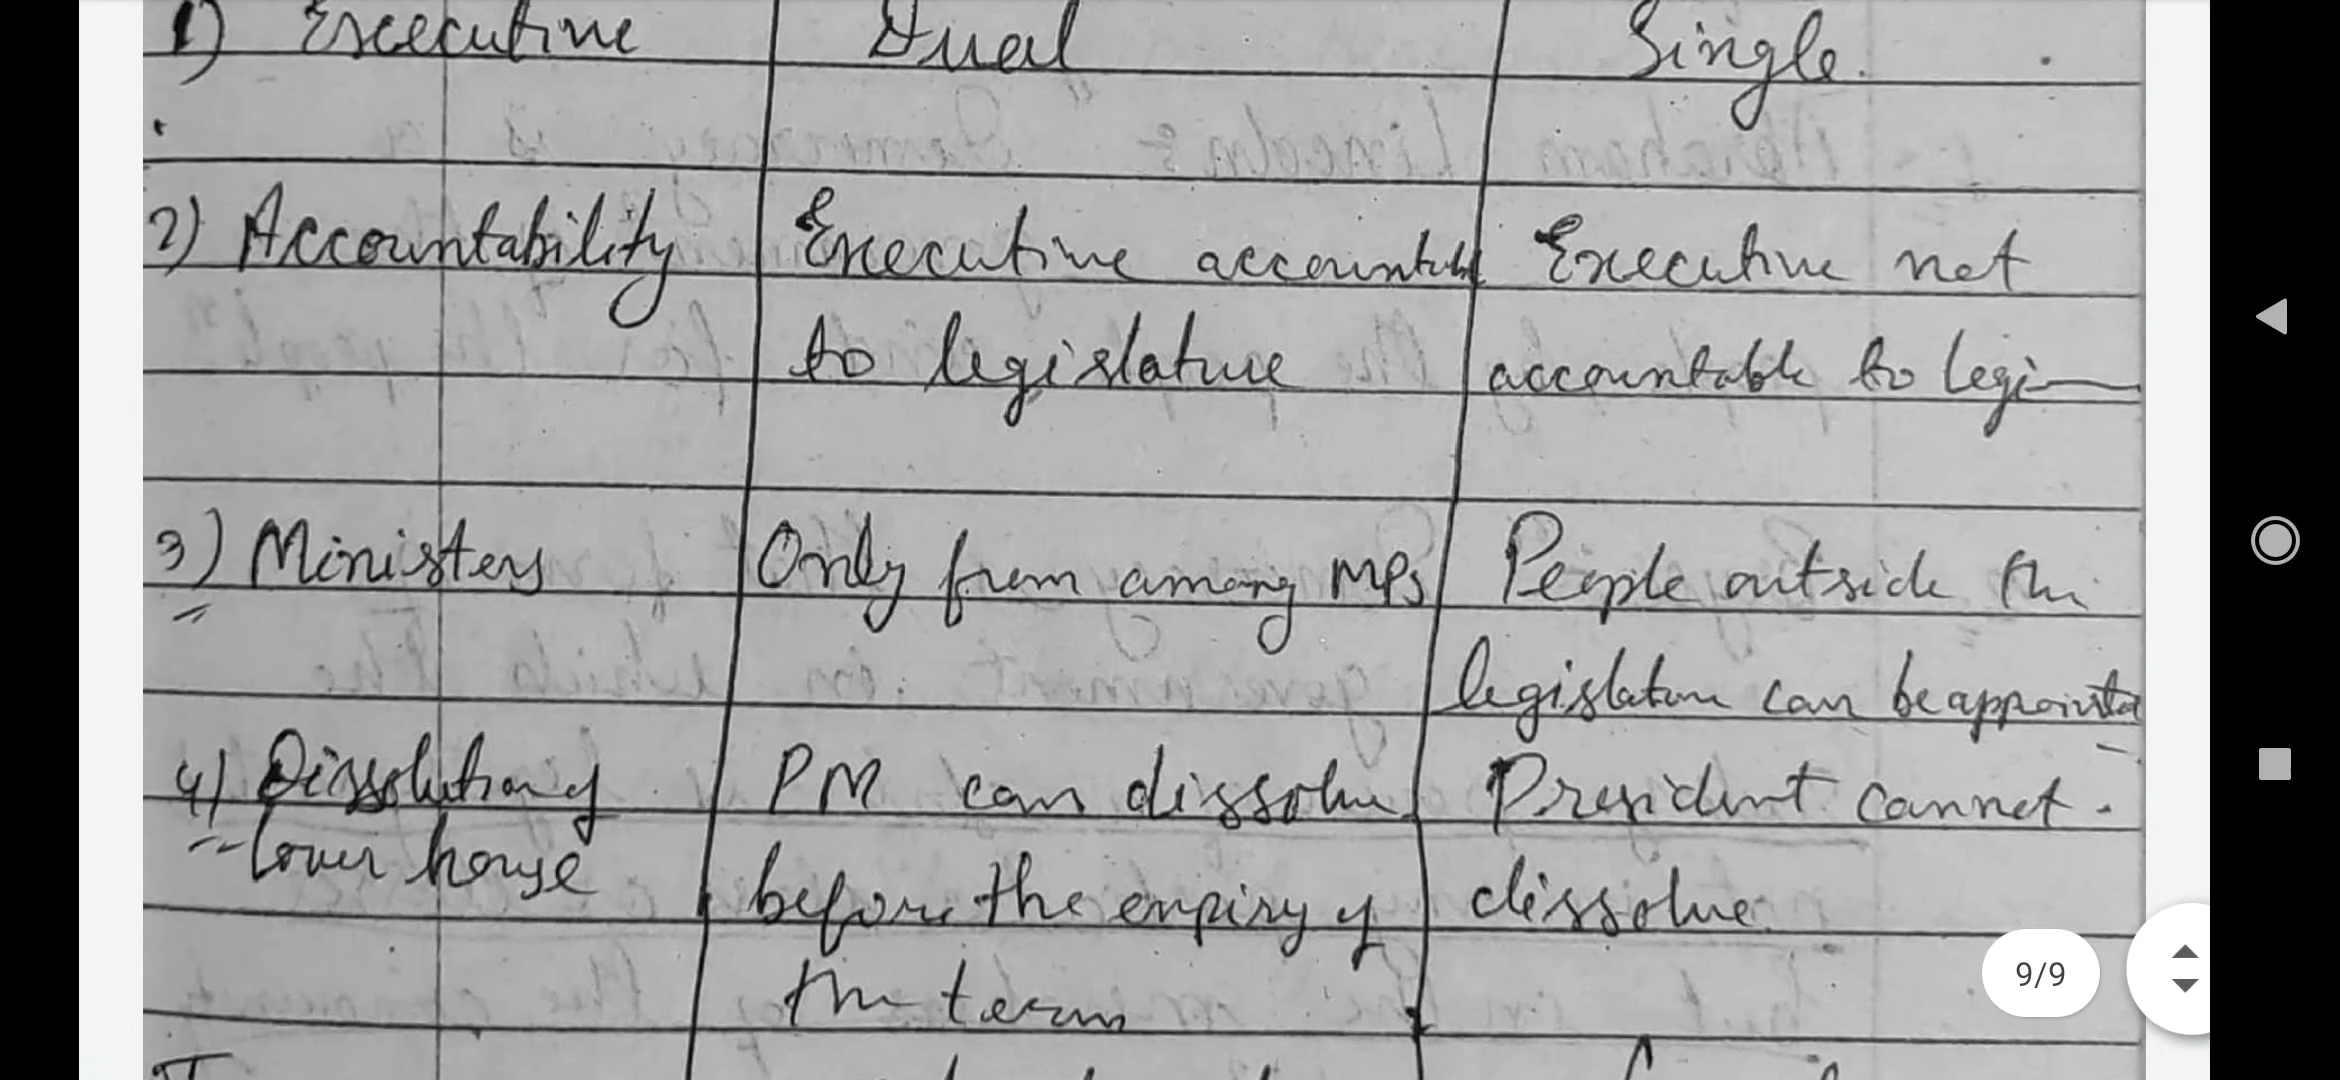 1) Executive Dual Single.
2) Accountability Executive accountable Executive not
to legislature accountable to legi—
3) Ministers Only from among MPs People outside the
legislature can be appointed
4) Dissolution of PM can dissolve President cannot.
lower house before the expiry of dissolve.
the term
9/9